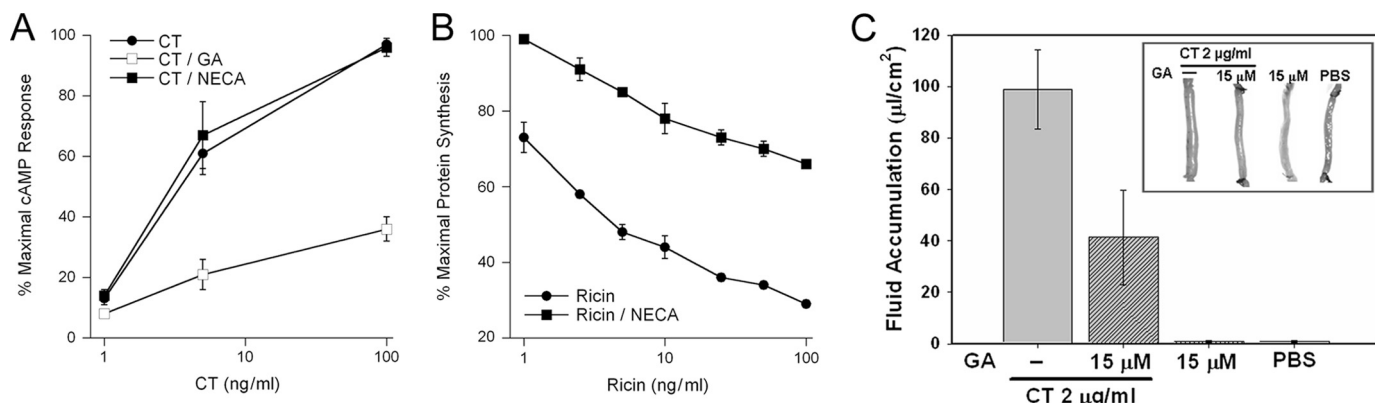 A
CT
CT / GA
CT / NECA
% Maximal cAMP Response
100
80
60
40
20
0
1
10
100
CT (ng/ml)
B
% Maximal Protein Synthesis
100
80
60
40
20
Ricin
Ricin / NECA
1
10
100
Ricin (ng/ml)
C
Fluid Accumulation (µl/cm²)
120
100
80
60
40
20
0
CT 2 µg/ml
GA – 15 µM 15 µM PBS
GA – 15 µM 15 µM PBS
CT 2 µg/ml